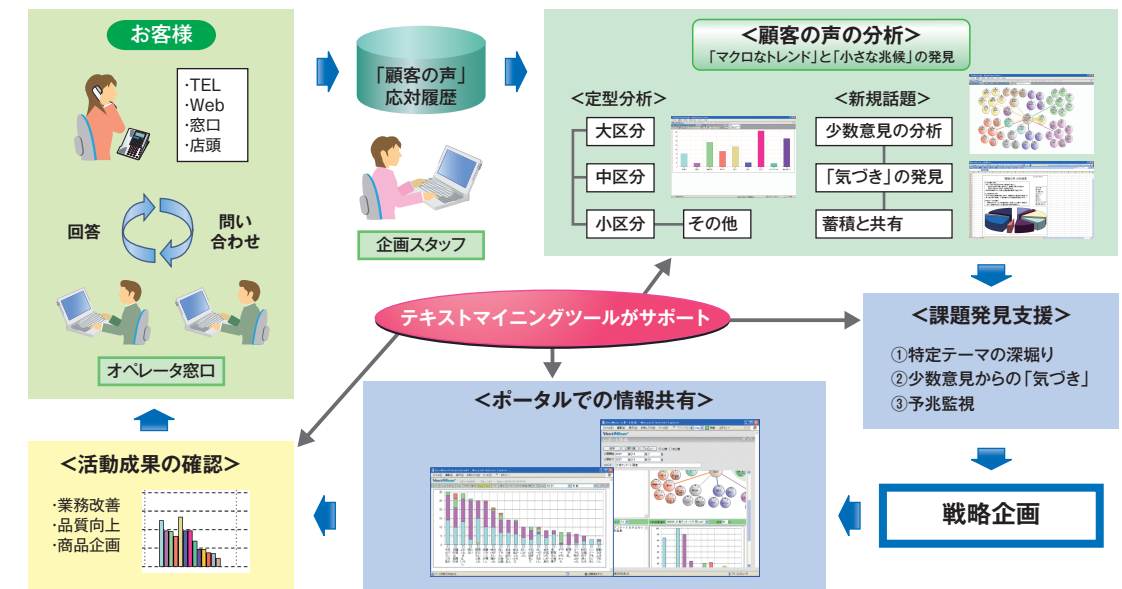 お客様
・TEL
・Web
・窓口
・店頭
回答
問い
合わせ
オペレータ窓口
「顧客の声」
応対履歴
企画スタッフ
<顧客の声の分析>
「マクロなトレンド」と「小さな兆候」の発見
<定型分析>
大区分
中区分
小区分
その他
<新規話題>
少数意見の分析
「気づき」の発見
蓄積と共有
テキストマイニングツールがサポート
<課題発見支援>
①特定テーマの深堀り
②少数意見からの「気づき」
③予兆監視
戦略企画
<ポータルでの情報共有>
<活動成果の確認>
・業務改善
・品質向上
・商品企画